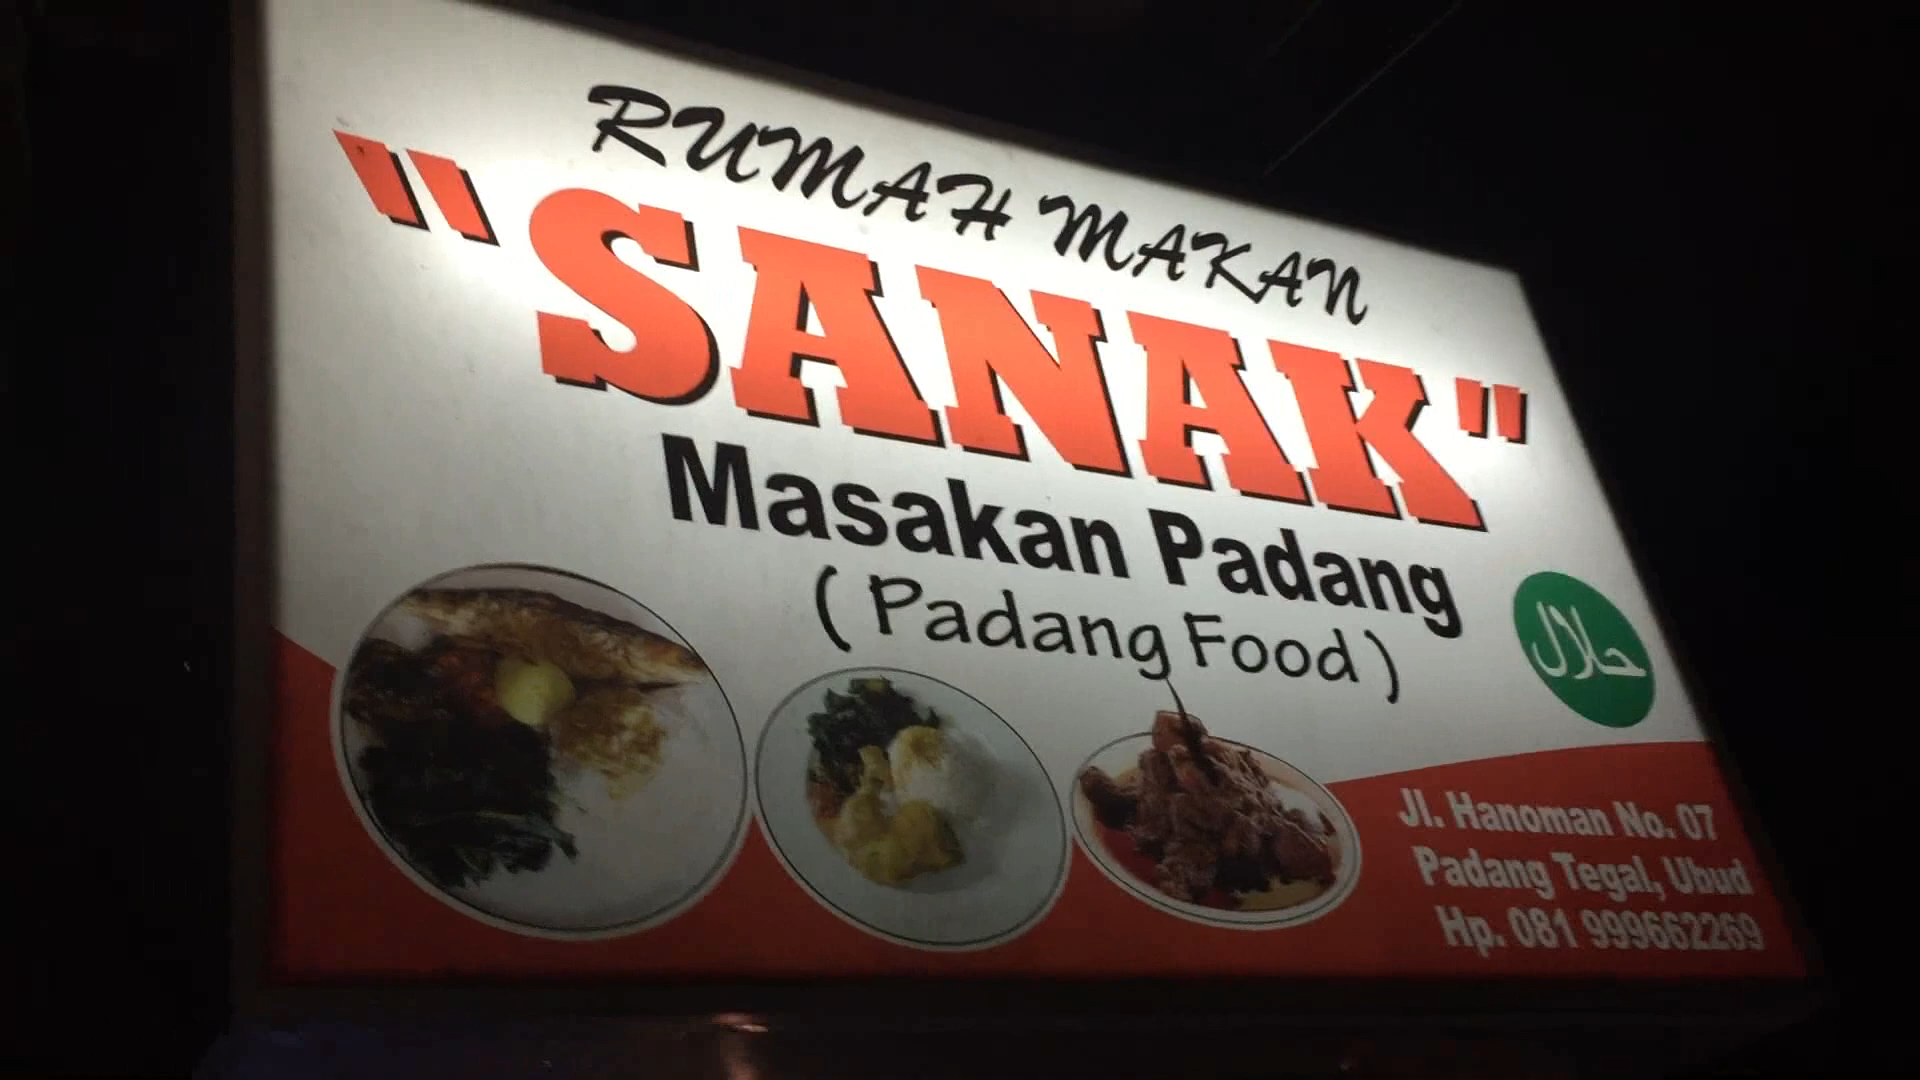 RUMAH MAKAN
"SANAK"
Masakan Padang
( Padang Food )
حلال
Jl. Hanoman No. 07
Padang Tegal, Ubud
Hp. 081 999662269